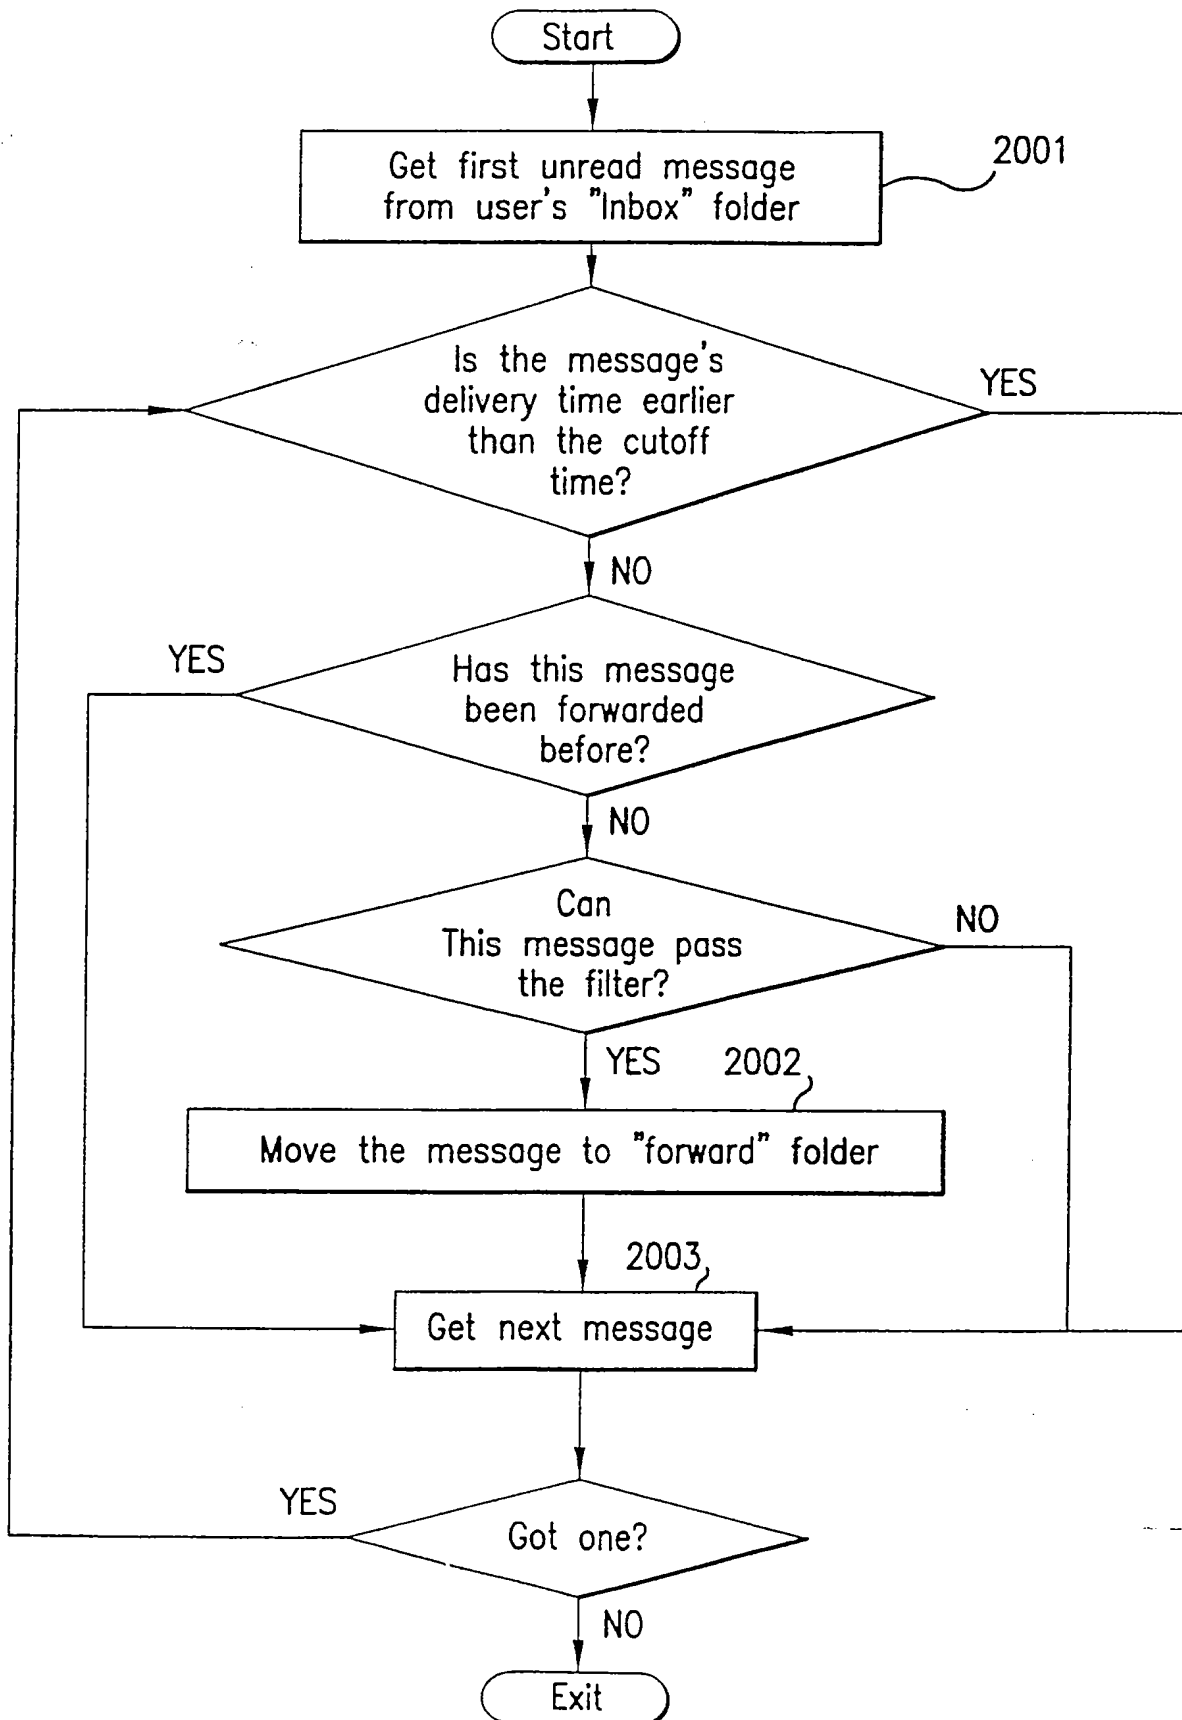 Start
Get first unread message
from user's "Inbox" folder
2001
Is the message's
delivery time earlier
than the cutoff
time?
YES
NO
YES
Has this message
been forwarded
before?
NO
Can
This message pass
the filter?
NO
YES
2002
Move the message to "forward" folder
2003
Get next message
YES
Got one?
NO
Exit